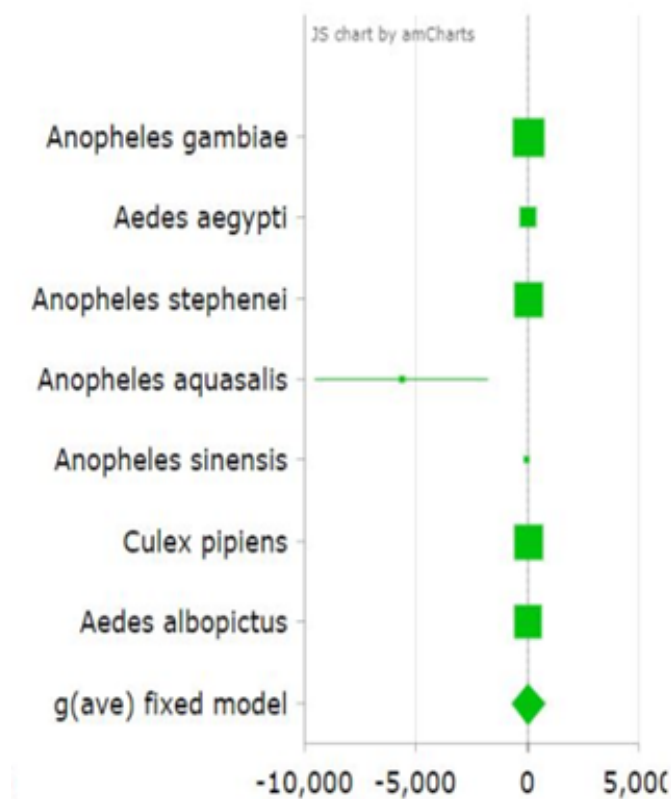 JS chart by amCharts
Anopheles gambiae
Aedes aegypti
Anopheles stephenei
Anopheles aquasalis
Anopheles sinensis
Culex pipiens
Aedes albopictus
g(ave) fixed model
-10,000 -5,000 0 5,00